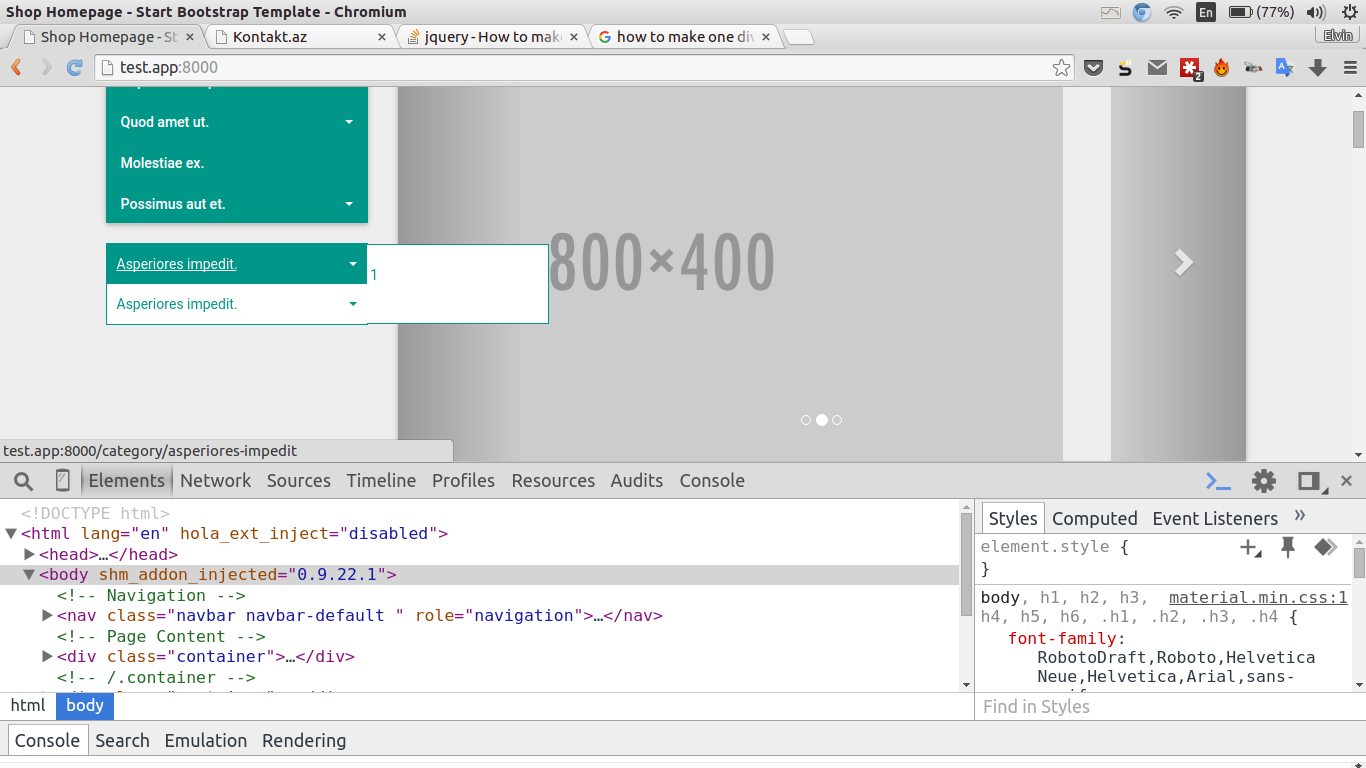 Shop Homepage - Start Bootstrap Template - Chromium
En
(77%)
Shop Homepage - St
Kontakt.az
jquery - How to mak
how to make one div
Elvin
test.app:8000
2
Quod amet ut.
Molestiae ex.
Possimus aut et.
800×400
Asperiores impedit.
1
Asperiores impedit.
test.app:8000/category/asperiores-impedit
Elements Network Sources Timeline Profiles Resources Audits Console
<!DOCTYPE html>
<html lang="en" hola_ext_inject="disabled">
<head>…</head>
<body shm_addon_injected="0.9.22.1">
<!-- Navigation -->
<nav class="navbar navbar-default " role="navigation">…</nav>
<!-- Page Content -->
<div class="container">…</div>
<!-- /.container -->
html body
Styles Computed Event Listeners »
element.style {
}
body, h1, h2, h3, material.min.css:1
h4, h5, h6, .h1, .h2, .h3, .h4 {
font-family:
RobotoDraft,Roboto,Helvetica
Neue,Helvetica,Arial,sans-
Find in Styles
Console Search Emulation Rendering